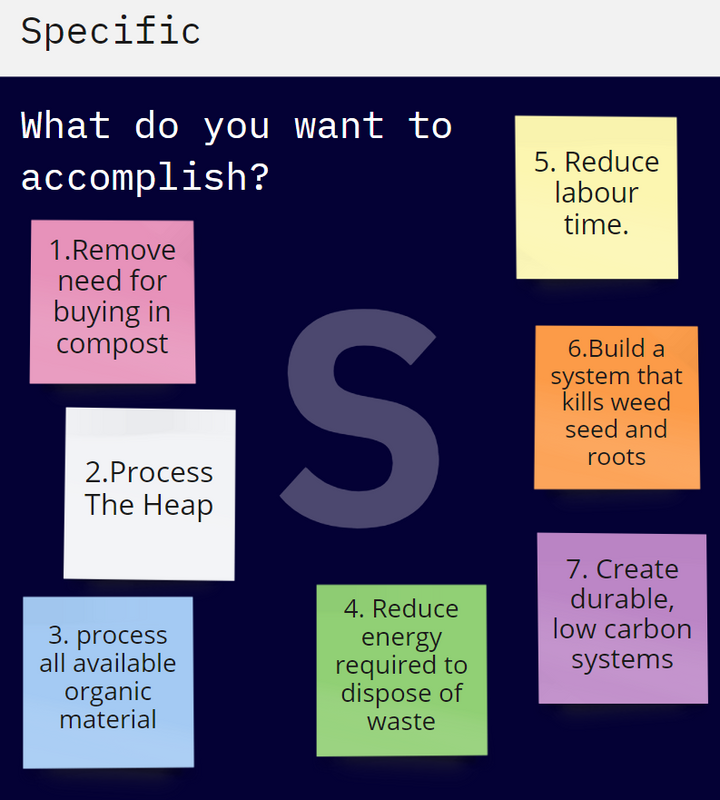 Specific
What do you want to
accomplish?
1.Remove
need for
buying in
compost
2.Process
The Heap
3. process
all available
organic
material
S
4. Reduce
energy
required to
dispose of
waste
5. Reduce
labour
time.
6.Build a
system that
kills weed
seed and
roots
7. Create
durable,
low carbon
systems